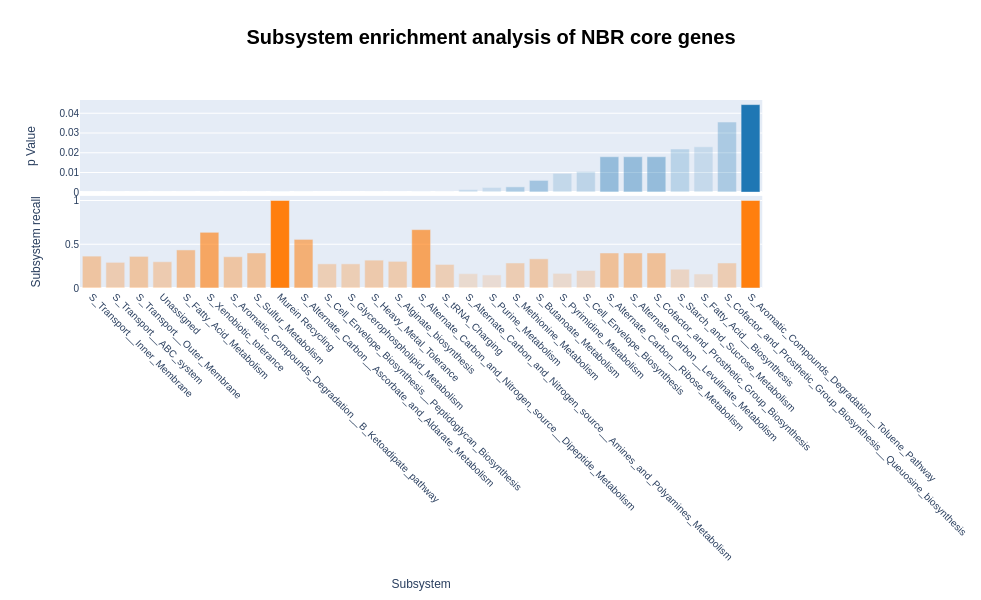 Subsystem enrichment analysis of NBR core genes
p Value
0.04
0.03
0.02
0.01
0
Subsystem recall
1
0.5
0
S_Transport__Inner_Membrane
S_Transport__ABC_system
S_Transport__Outer_Membrane
Unassigned
S_Fatty_Acid_Metabolism
S_Xenobiotic_tolerance
S_Aromatic_Compounds_Degradation__B_Ketoadipate_pathway
S_Sulfur_Metabolism
Murein Recycling
S_Alternate_Carbon__Ascorbate_and_Aldarate_Metabolism
S_Cell_Envelope_Biosynthesis__Peptidoglycan_Biosynthesis
S_Glycerophospholipid_Metabolism
S_Heavy_Metal_Tolerance
S_Alginate_biosynthesis
S_Alternate_Carbon_and_Nitrogen_source__Dipeptide_Metabolism
S_tRNA_Charging
S_Alternate_Carbon_and_Nitrogen_source__Amines_and_Polyamines_Metabolism
S_Purine_Metabolism
S_Methionine_Metabolism
S_Butanoate_Metabolism
S_Pyrimidine_Metabolism
S_Cell_Envelope_Biosynthesis
S_Alternate_Carbon__Ribose_Metabolism
S_Alternate_Carbon__Levulinate_Metabolism
S_Cofactor_and_Prosthetic_Group_Biosynthesis
S_Starch_and_Sucrose_Metabolism
S_Fatty_Acid__Biosynthesis
S_Cofactor_and_Prosthetic_Group_Biosynthesis__Queuosine_biosynthesis
S_Aromatic_Compounds_Degradation__Toluene_Pathway
Subsystem